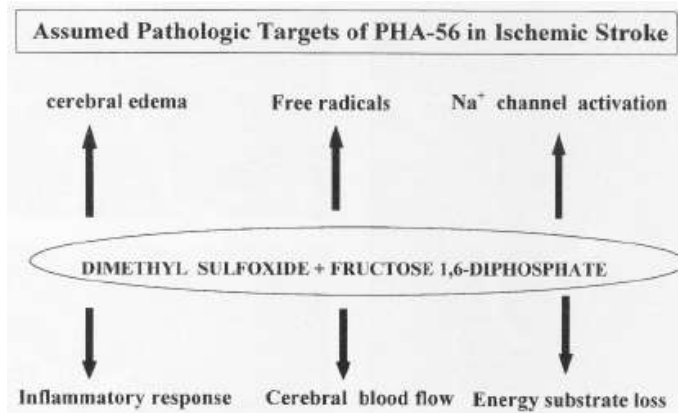 Assumed Pathologic Targets of PHA-56 in Ischemic Stroke
cerebral edema Free radicals Na⁺ channel activation
DIMETHYL SULFOXIDE + FRUCTOSE 1,6-DIPHOSPHATE
Inflammatory response Cerebral blood flow Energy substrate loss